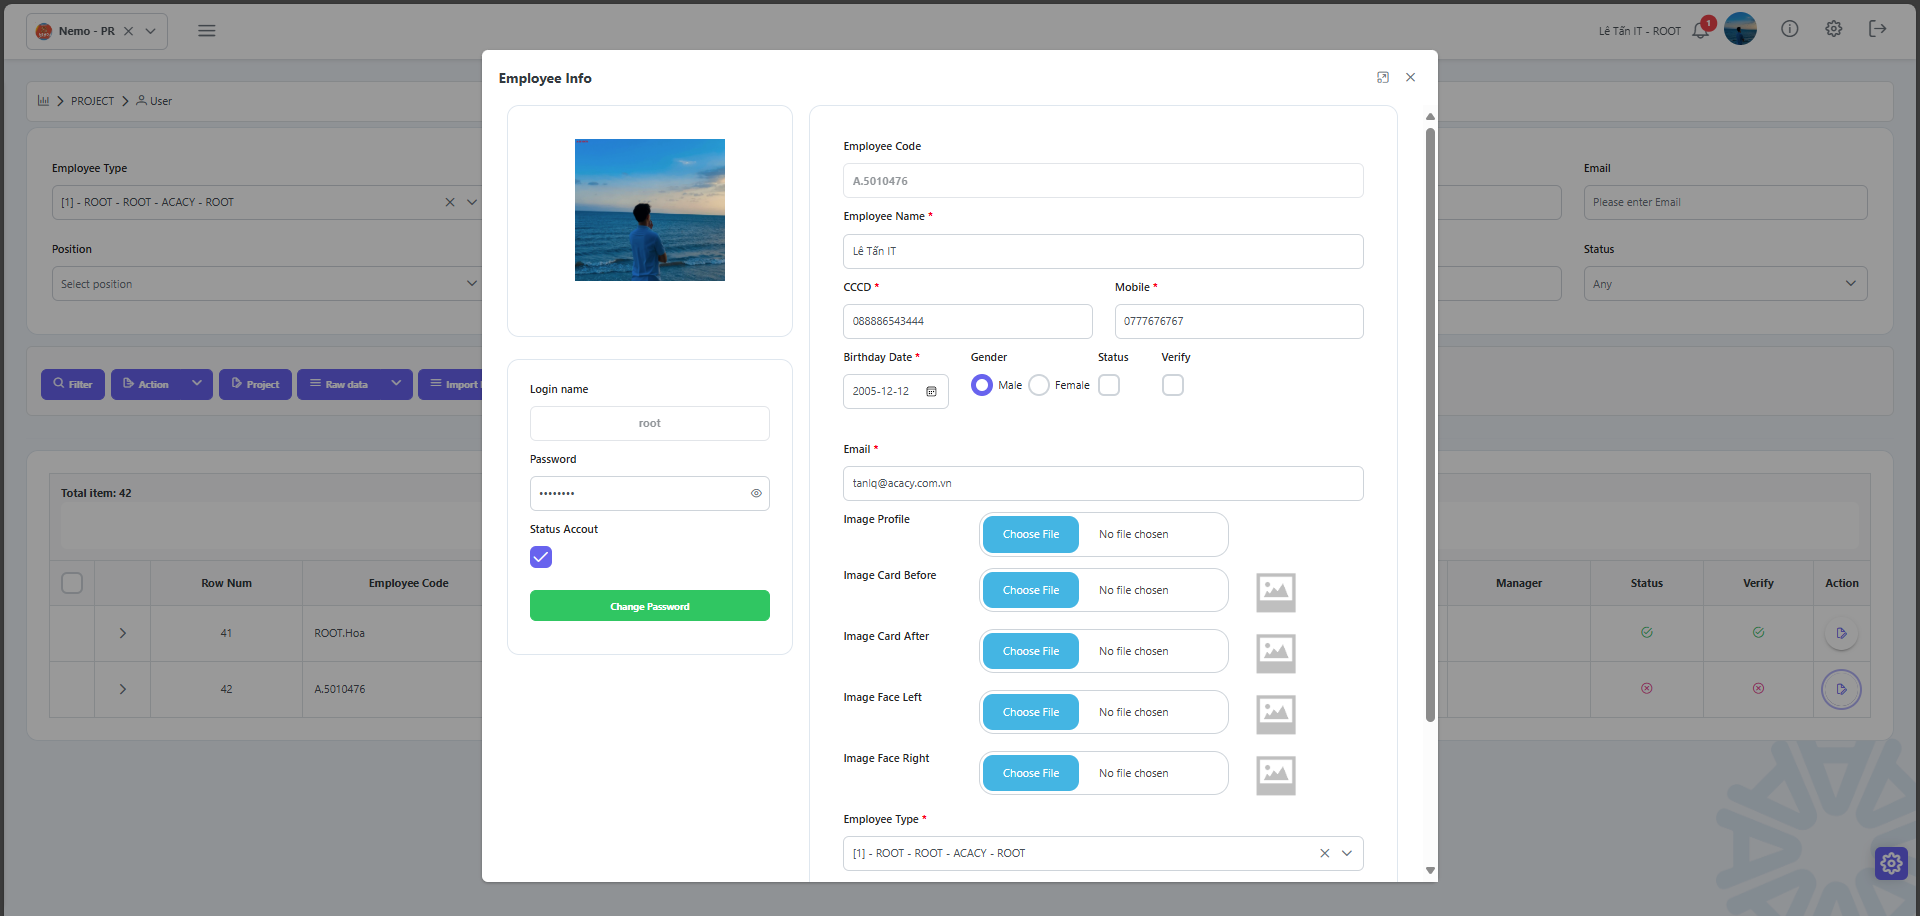 Nemo - PR
Lê Tấn IT - ROOT
1
PROJECT
User
Employee Type
[1] - ROOT - ROOT - ACACY - ROOT
Position
Select position
Email
Please enter Email
Status
Any
Filter
Action
Project
Raw data
Import
Total item: 42
Row Num
Employee Code
Manager
Status
Verify
Action
41
ROOT.Hoa
42
A.5010476
Employee Info
Login name
root
Password
••••••••
Status Accout
Change Password
Employee Code
A.5010476
Employee Name *
Lê Tấn IT
CCCD *
Mobile *
088886543444
0777676767
Birthday Date *
Gender
Status
Verify
2005-12-12
Male
Female
Email *
tanlq@acacy.com.vn
Image Profile
Choose File
No file chosen
Image Card Before
Choose File
No file chosen
Image Card After
Choose File
No file chosen
Image Face Left
Choose File
No file chosen
Image Face Right
Choose File
No file chosen
Employee Type *
[1] - ROOT - ROOT - ACACY - ROOT